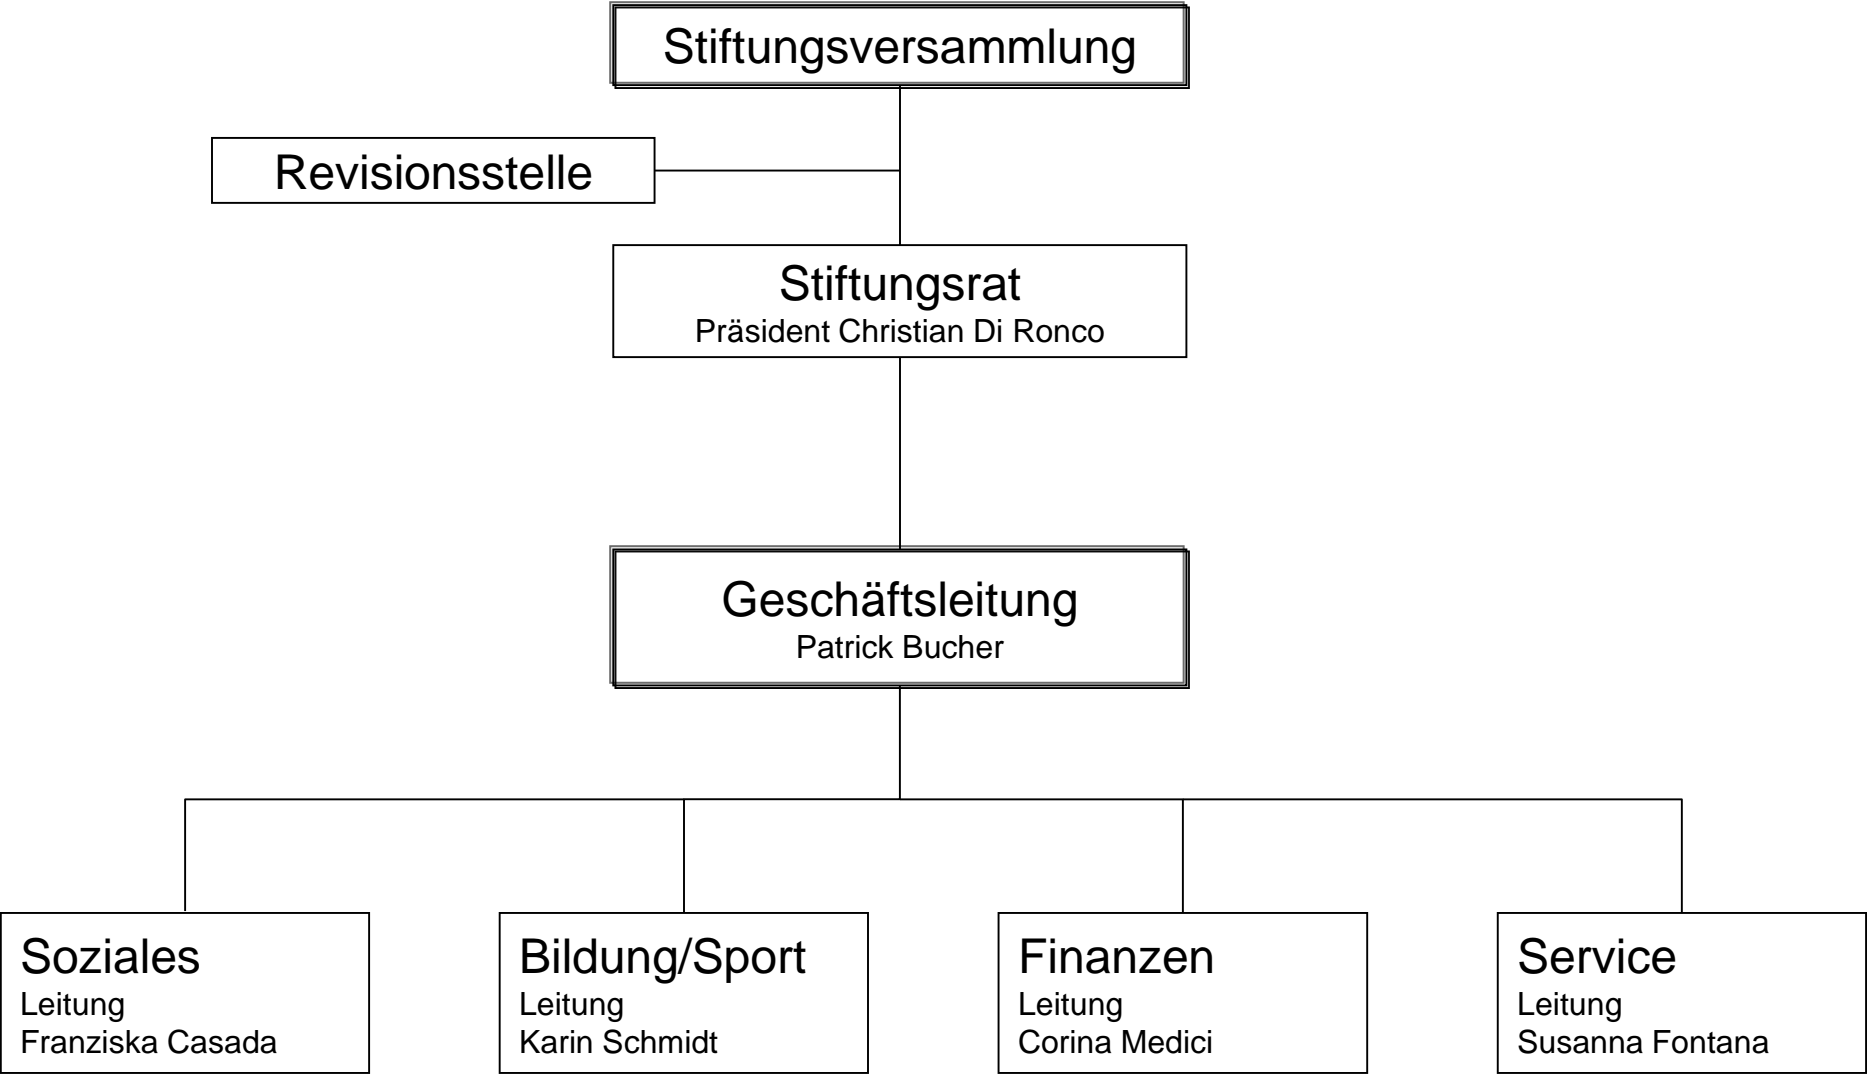 Stiftungsversammlung
Revisionsstelle
Stiftungsrat
Präsident Christian Di Ronco
Geschäftsleitung
Patrick Bucher
Soziales
Leitung
Franziska Casada
Bildung/Sport
Leitung
Karin Schmidt
Finanzen
Leitung
Corina Medici
Service
Leitung
Susanna Fontana